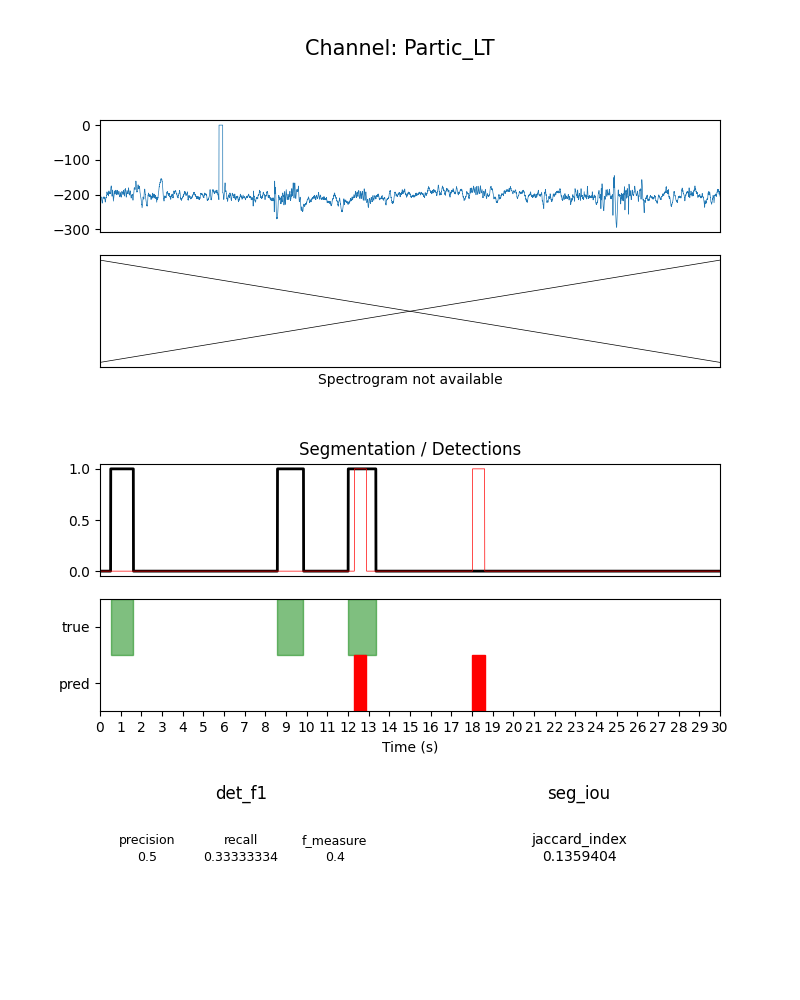 Channel: Partic_LT
0
−100
−200
−300
Spectrogram not available
Segmentation / Detections
1.0
0.5
0.0
true
pred
0 1 2 3 4 5 6 7 8 9 10 11 12 13 14 15 16 17 18 19 20 21 22 23 24 25 26 27 28 29 30
Time (s)
det_f1 seg_iou
precision recall f_measure jaccard_index
0.5 0.33333334 0.4 0.1359404